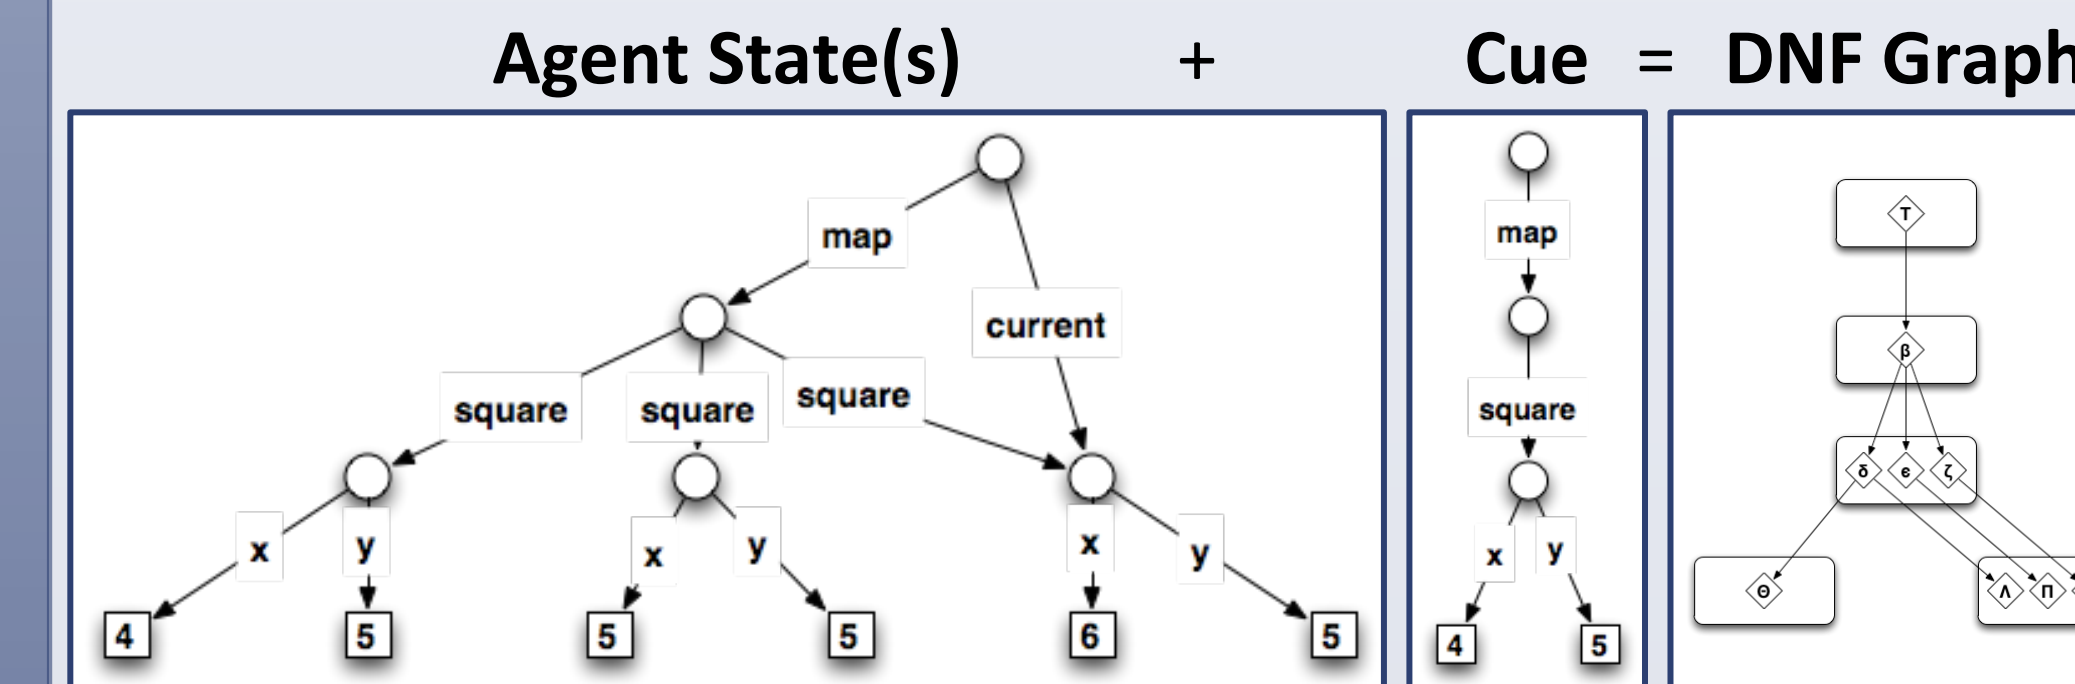 Agent State(s) + Cue = DNF Graph
map
current
square square square
x y x y x y
4 5 5 5 6 5
map
square
x y
4 5
T
β
δ ϵ ζ
Θ Λ Π